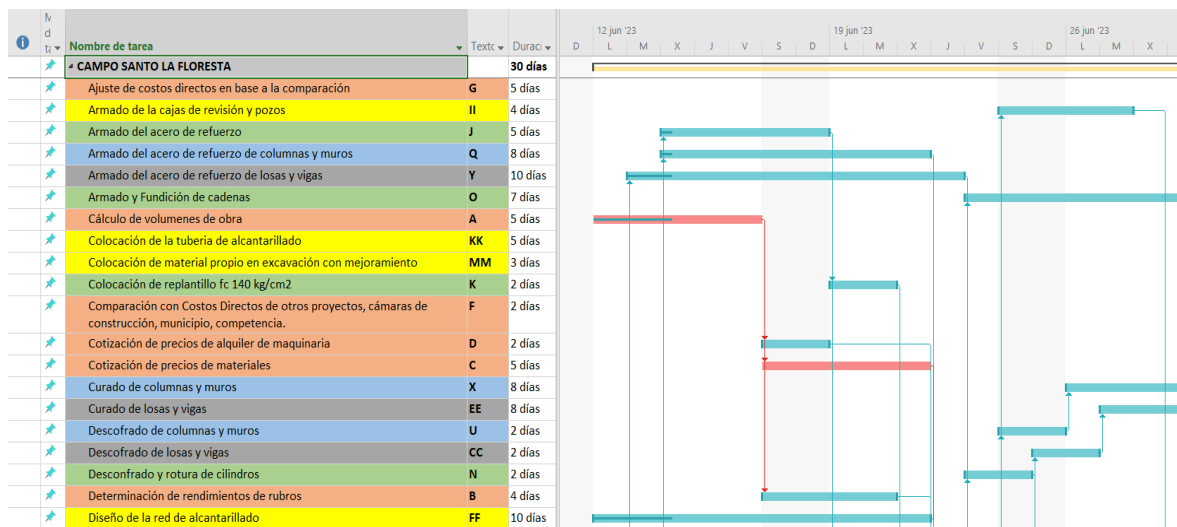 M
d
ta
Nombre de tarea Texto Duraci
12 jun '23 19 jun '23 26 jun '23
D L M X J V S D L M X J V S D L M X
CAMPO SANTO LA FLORESTA 30 días
Ajuste de costos directos en base a la comparación G 5 días
Armado de la cajas de revisión y pozos II 4 días
Armado del acero de refuerzo J 5 días
Armado del acero de refuerzo de columnas y muros Q 8 días
Armado del acero de refuerzo de losas y vigas Y 10 días
Armado y Fundición de cadenas O 7 días
Cálculo de volumenes de obra A 5 días
Colocación de la tuberia de alcantarillado KK 5 días
Colocación de material propio en excavación con mejoramiento MM 3 días
Colocación de replantillo fc 140 kg/cm2 K 2 días
Comparación con Costos Directos de otros proyectos, cámaras de F 2 días
construcción, municipio, competencia.
Cotización de precios de alquiler de maquinaria D 2 días
Cotización de precios de materiales C 5 días
Curado de columnas y muros X 8 días
Curado de losas y vigas EE 8 días
Descofrado de columnas y muros U 2 días
Descofrado de losas y vigas CC 2 días
Desconfrado y rotura de cilindros N 2 días
Determinación de rendimientos de rubros B 4 días
Diseño de la red de alcantarillado FF 10 días